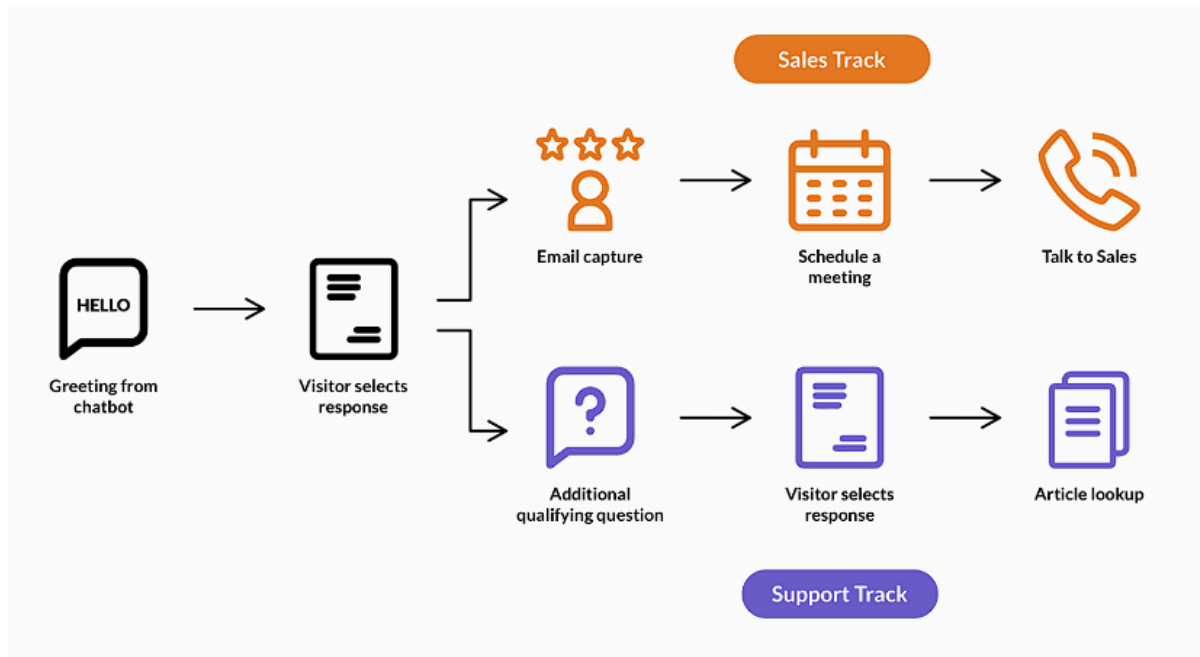 Sales Track
Email capture
Schedule a
meeting
Talk to Sales
HELLO
Greeting from
chatbot
Visitor selects
response
Additional
qualifying question
Visitor selects
response
Article lookup
Support Track